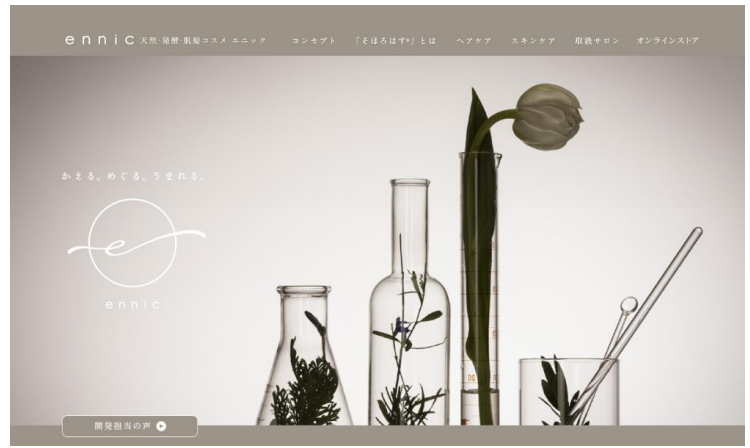 ennic 天然・発酵・肌髪コスメ エニック
コンセプト
「そほろはす®」とは
ヘアケア
スキンケア
取扱サロン
オンラインストア
かえる。めぐる。うまれる。
e
ennic
開発担当の声